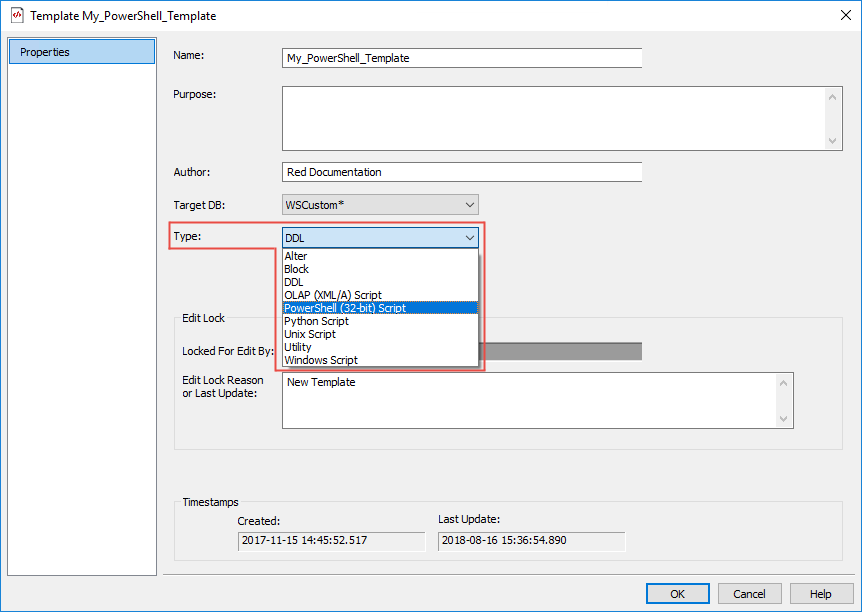 Template My_PowerShell_Template
Properties
Name:
My_PowerShell_Template
Purpose:
Author:
Red Documentation
Target DB:
WSCustom*
Type:
DDL
Alter
Block
DDL
OLAP (XML/A) Script
PowerShell (32-bit) Script
Python Script
Unix Script
Utility
Windows Script
Edit Lock
Locked For Edit By:
Edit Lock Reason
or Last Update:
New Template
Timestamps
Created:
2017-11-15 14:45:52.517
Last Update:
2018-08-16 15:36:54.890
OK
Cancel
Help